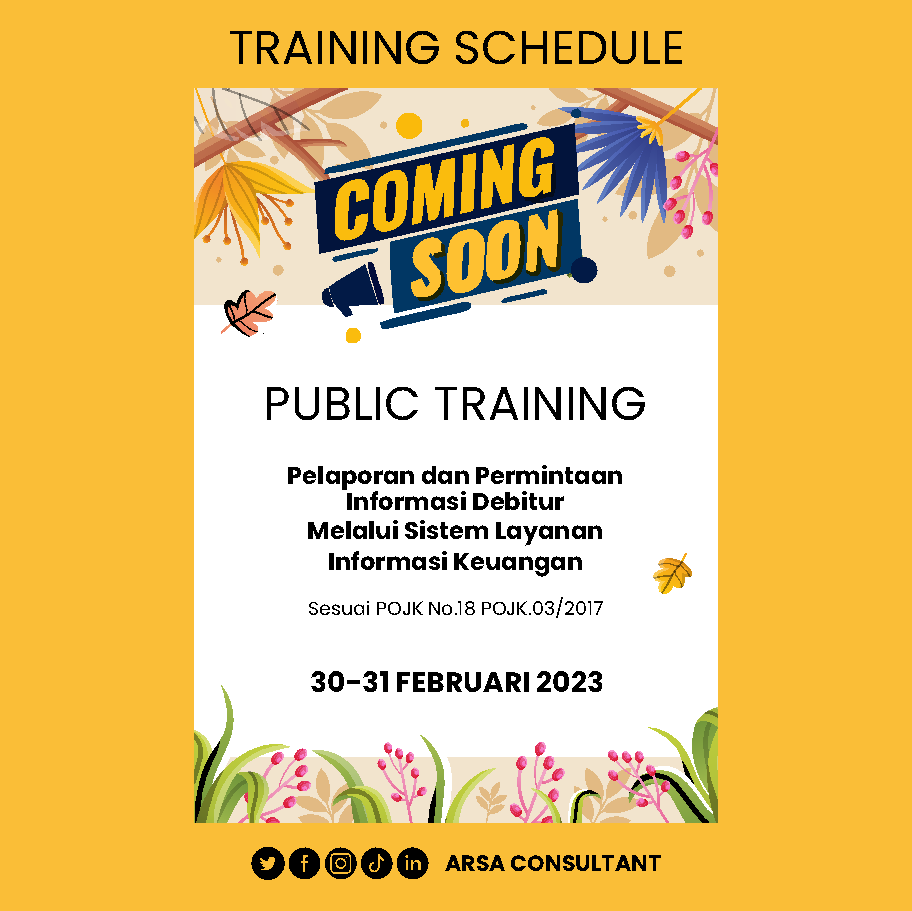 TRAINING SCHEDULE
COMING
SOON
PUBLIC TRAINING
Pelaporan dan Permintaan
Informasi Debitur
Melalui Sistem Layanan
Informasi Keuangan
Sesuai POJK No.18 POJK.03/2017
30-31 FEBRUARI 2023
ARSA CONSULTANT